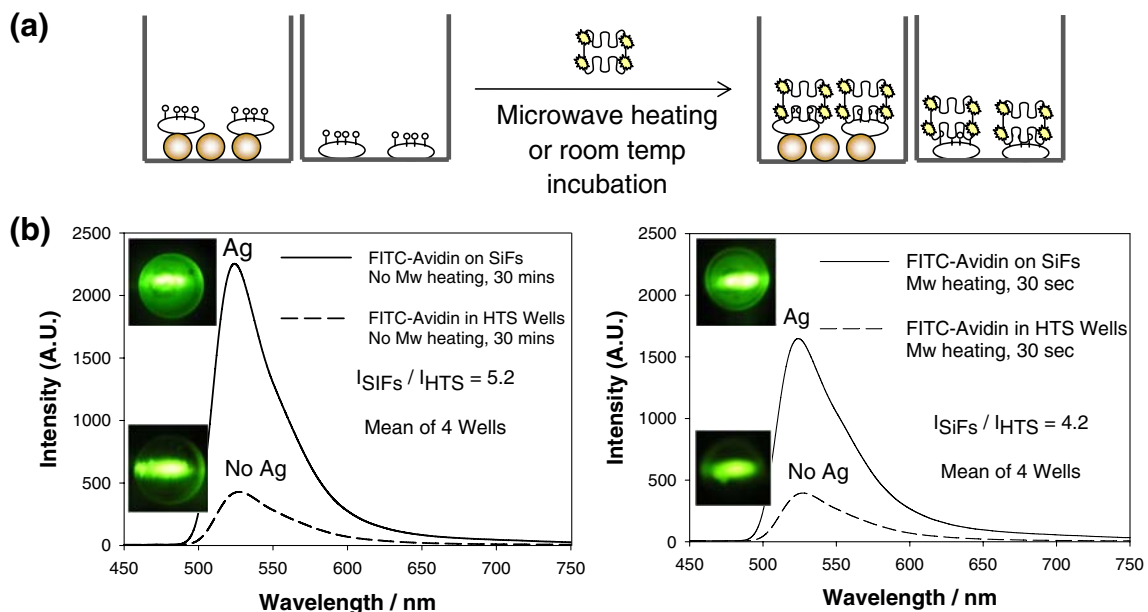 (a)
Microwave heating
or room temp
incubation
(b)
Intensity (A.U.)
2500
2000
1500
1000
500
0
450 500 550 600 650 700 750
Wavelength / nm
Ag
No Ag
FITC-Avidin on SiFs
No Mw heating, 30 mins
FITC-Avidin in HTS Wells
No Mw heating, 30 mins
ISIFs / IHTS = 5.2
Mean of 4 Wells
Intensity (A.U.)
2500
2000
1500
1000
500
0
450 500 550 600 650 700 750
Wavelength / nm
Ag
No Ag
FITC-Avidin on SiFs
Mw heating, 30 sec
FITC-Avidin in HTS Wells
Mw heating, 30 sec
ISiFs / IHTS = 4.2
Mean of 4 Wells